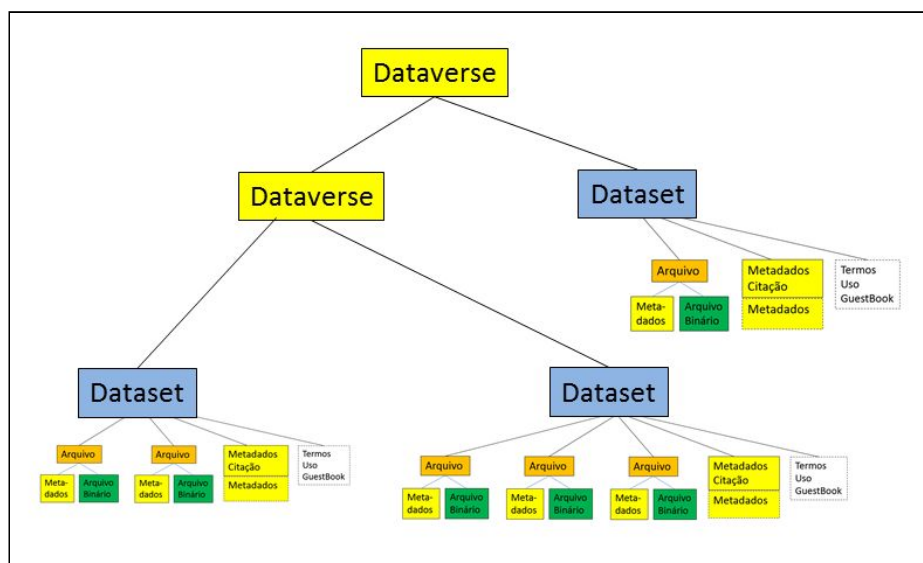 Dataverse
Dataverse
Dataset
Arquivo
Meta-
dados
Arquivo
Binário
Metadados
Citação
Metadados
Termos
Uso
GuestBook
Dataset
Arquivo
Meta-
dados
Arquivo
Binário
Arquivo
Meta-
dados
Arquivo
Binário
Metadados
Citação
Metadados
Termos
Uso
GuestBook
Dataset
Arquivo
Meta-
dados
Arquivo
Binário
Arquivo
Meta-
dados
Arquivo
Binário
Arquivo
Meta-
dados
Arquivo
Binário
Metadados
Citação
Metadados
Termos
Uso
GuestBook